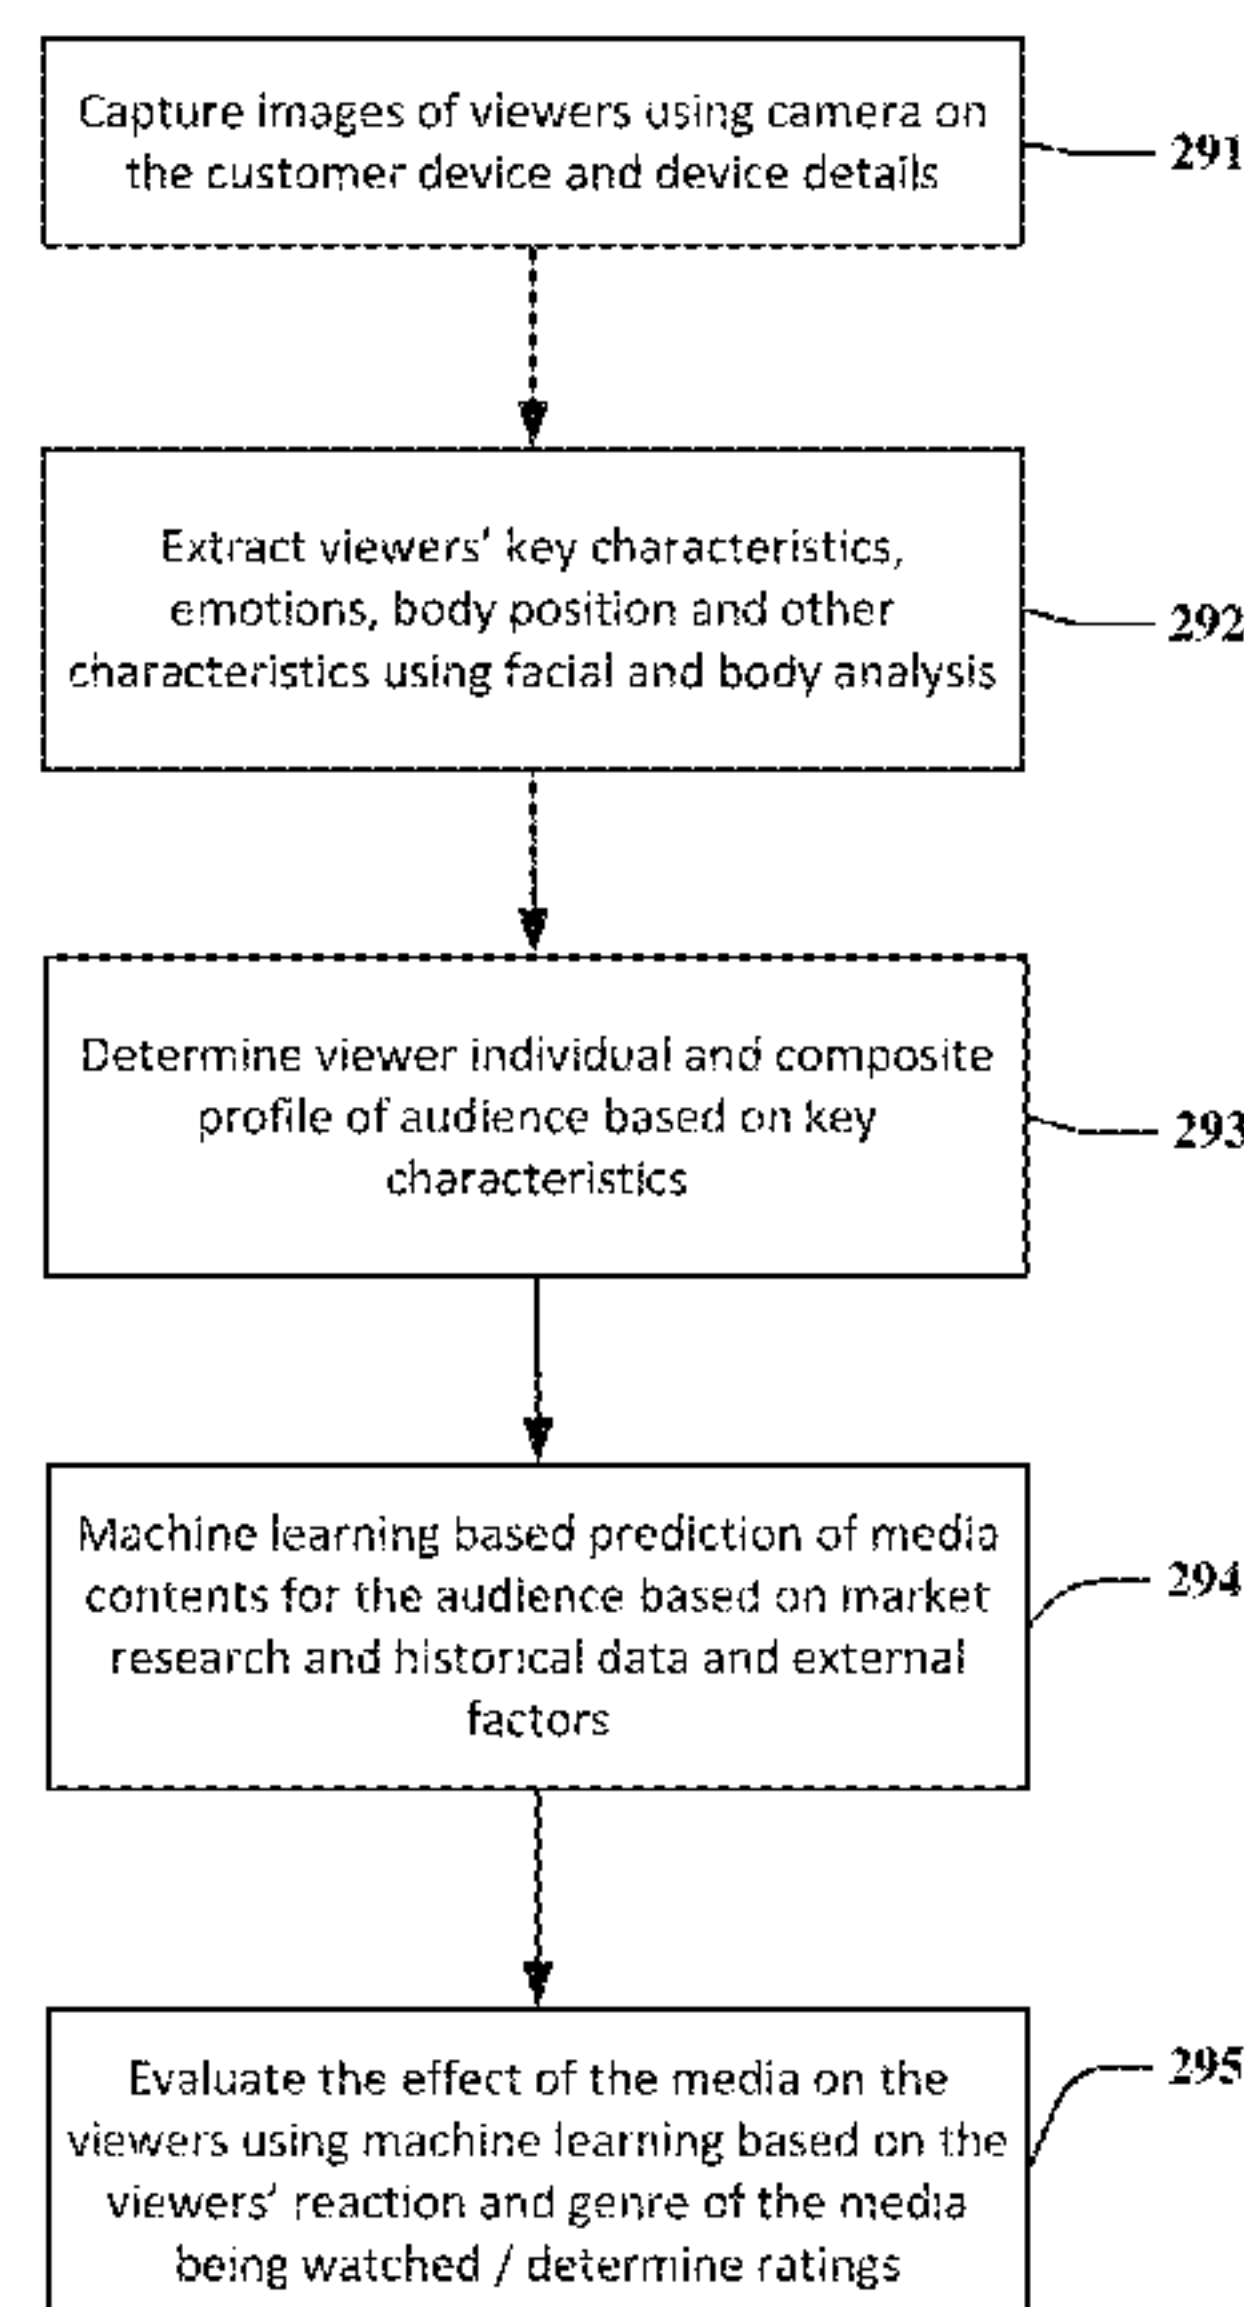 Capture images of viewers using camera on
the customer device and device details
291
Extract viewers' key characteristics,
emotions, body position and other
characteristics using facial and body analysis
292
Determine viewer individual and composite
profile of audience based on key
characteristics
293
Machine learning based prediction of media
contents for the audience based on market
research and historical data and external
factors
294
Evaluate the effect of the media on the
viewers using machine learning based on the
viewers' reaction and genre of the media
being watched / determine ratings
295